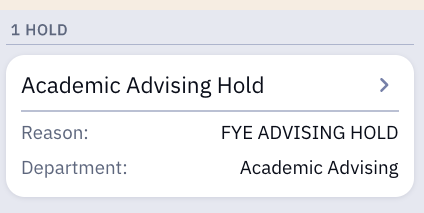 1 HOLD
Academic Advising Hold
Reason: FYE ADVISING HOLD
Department: Academic Advising